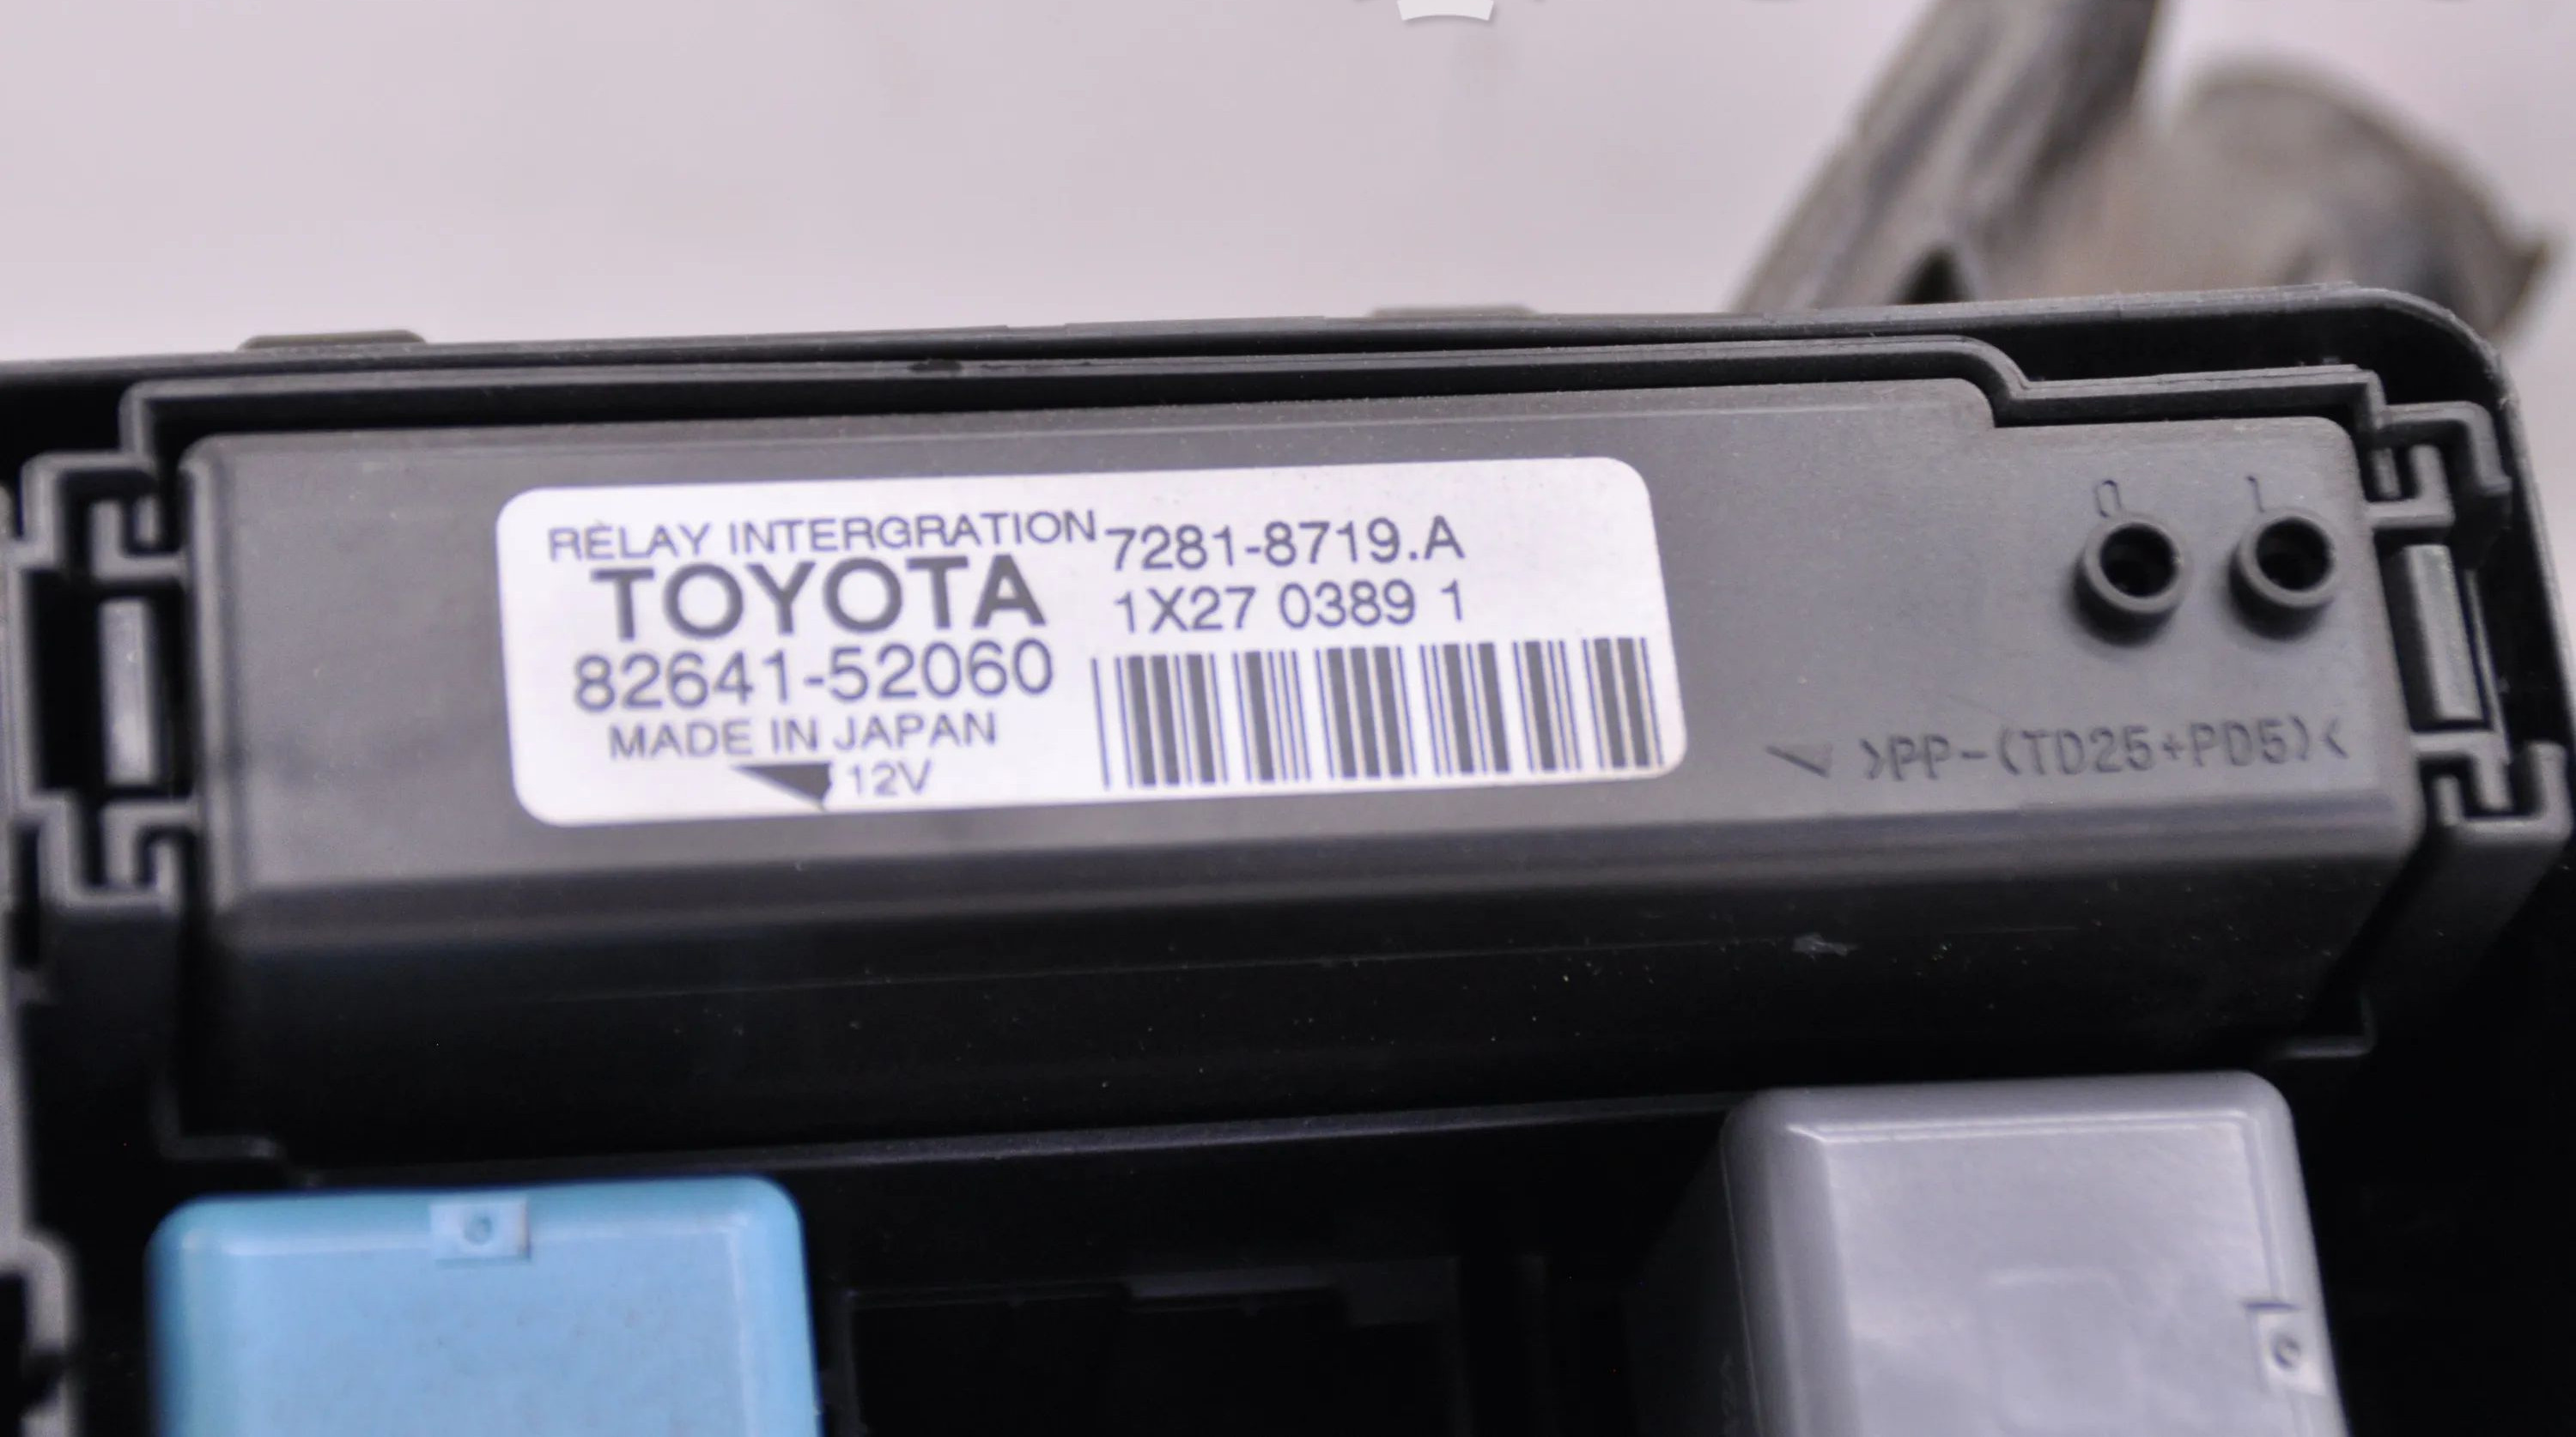 RELAY INTERGRATION
TOYOTA
82641-52060
MADE IN JAPAN
12V
7281-8719.A
1X27 0389 1
0 1
>PP-(TD25+PD5)<